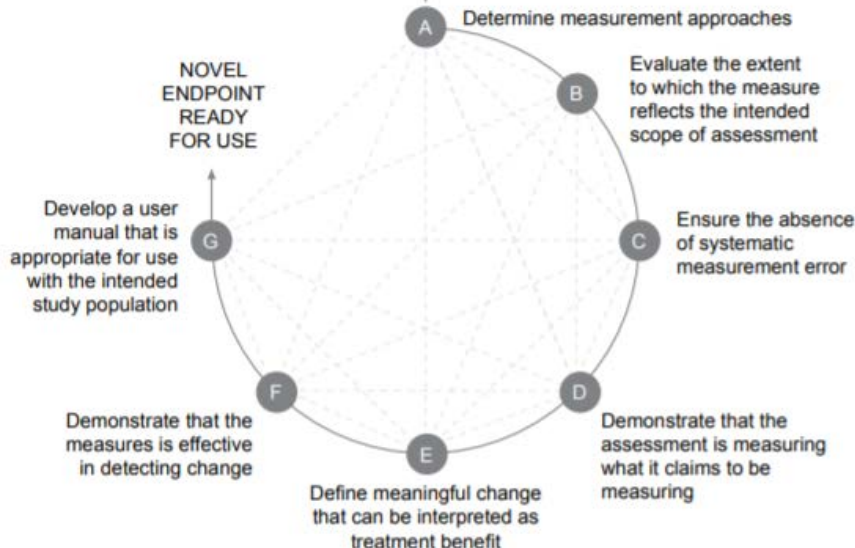 A
Determine measurement approaches
B
Evaluate the extent
to which the measure
reflects the intended
scope of assessment
C
Ensure the absence
of systematic
measurement error
D
Demonstrate that the
assessment is measuring
what it claims to be
measuring
E
Define meaningful change
that can be interpreted as
treatment benefit
F
Demonstrate that the
measures is effective
in detecting change
G
Develop a user
manual that is
appropriate for use
with the intended
study population
NOVEL
ENDPOINT
READY
FOR USE